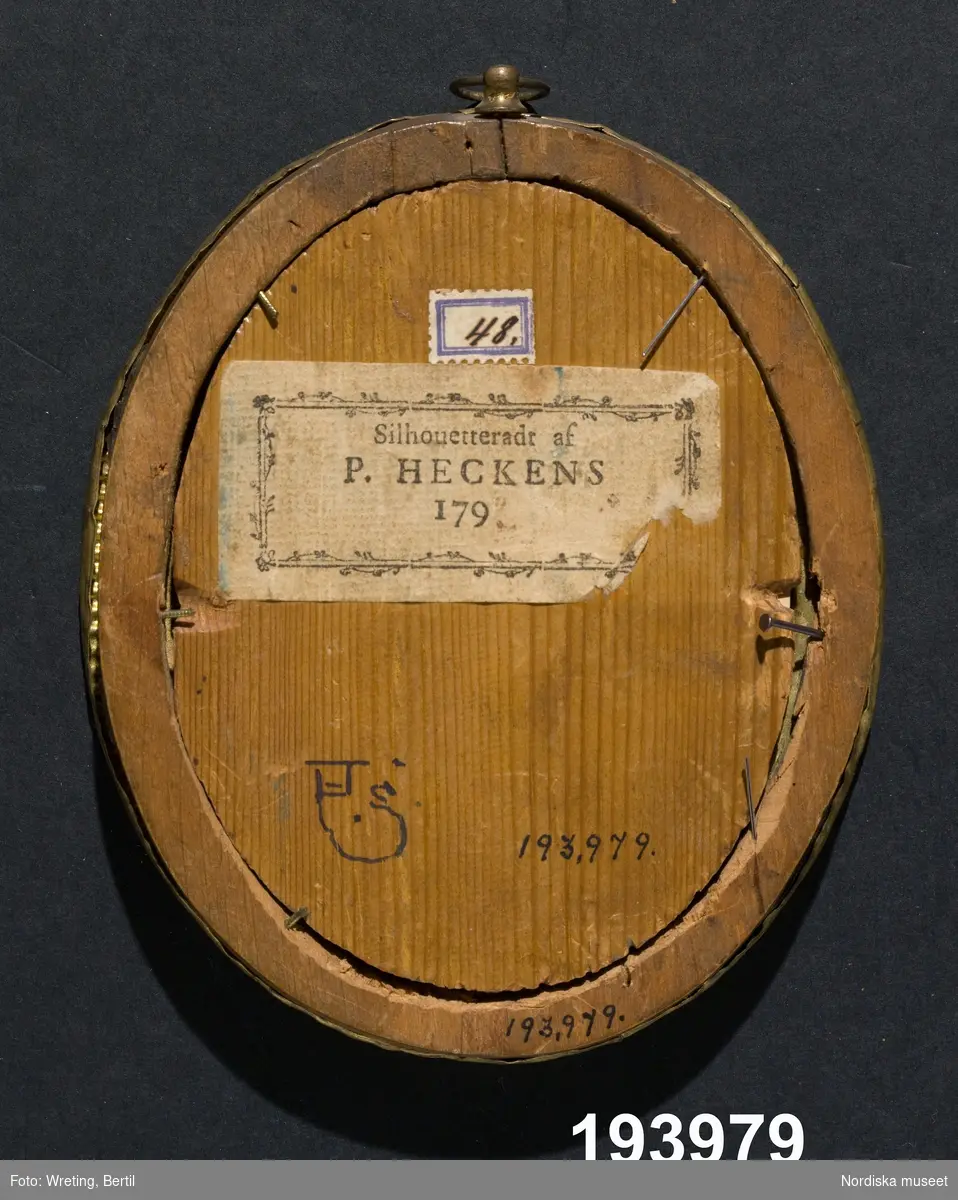 48.
Silhouetteradt af
P. HECKENS
179
193,979.
193,979.
193979
Foto: Wreting, Bertil
Nordiska museet